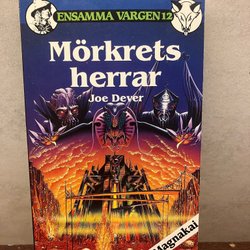 ENSAMMA VARGEN 12
Mörkrets
herrar
Joe Dever
Magnakai